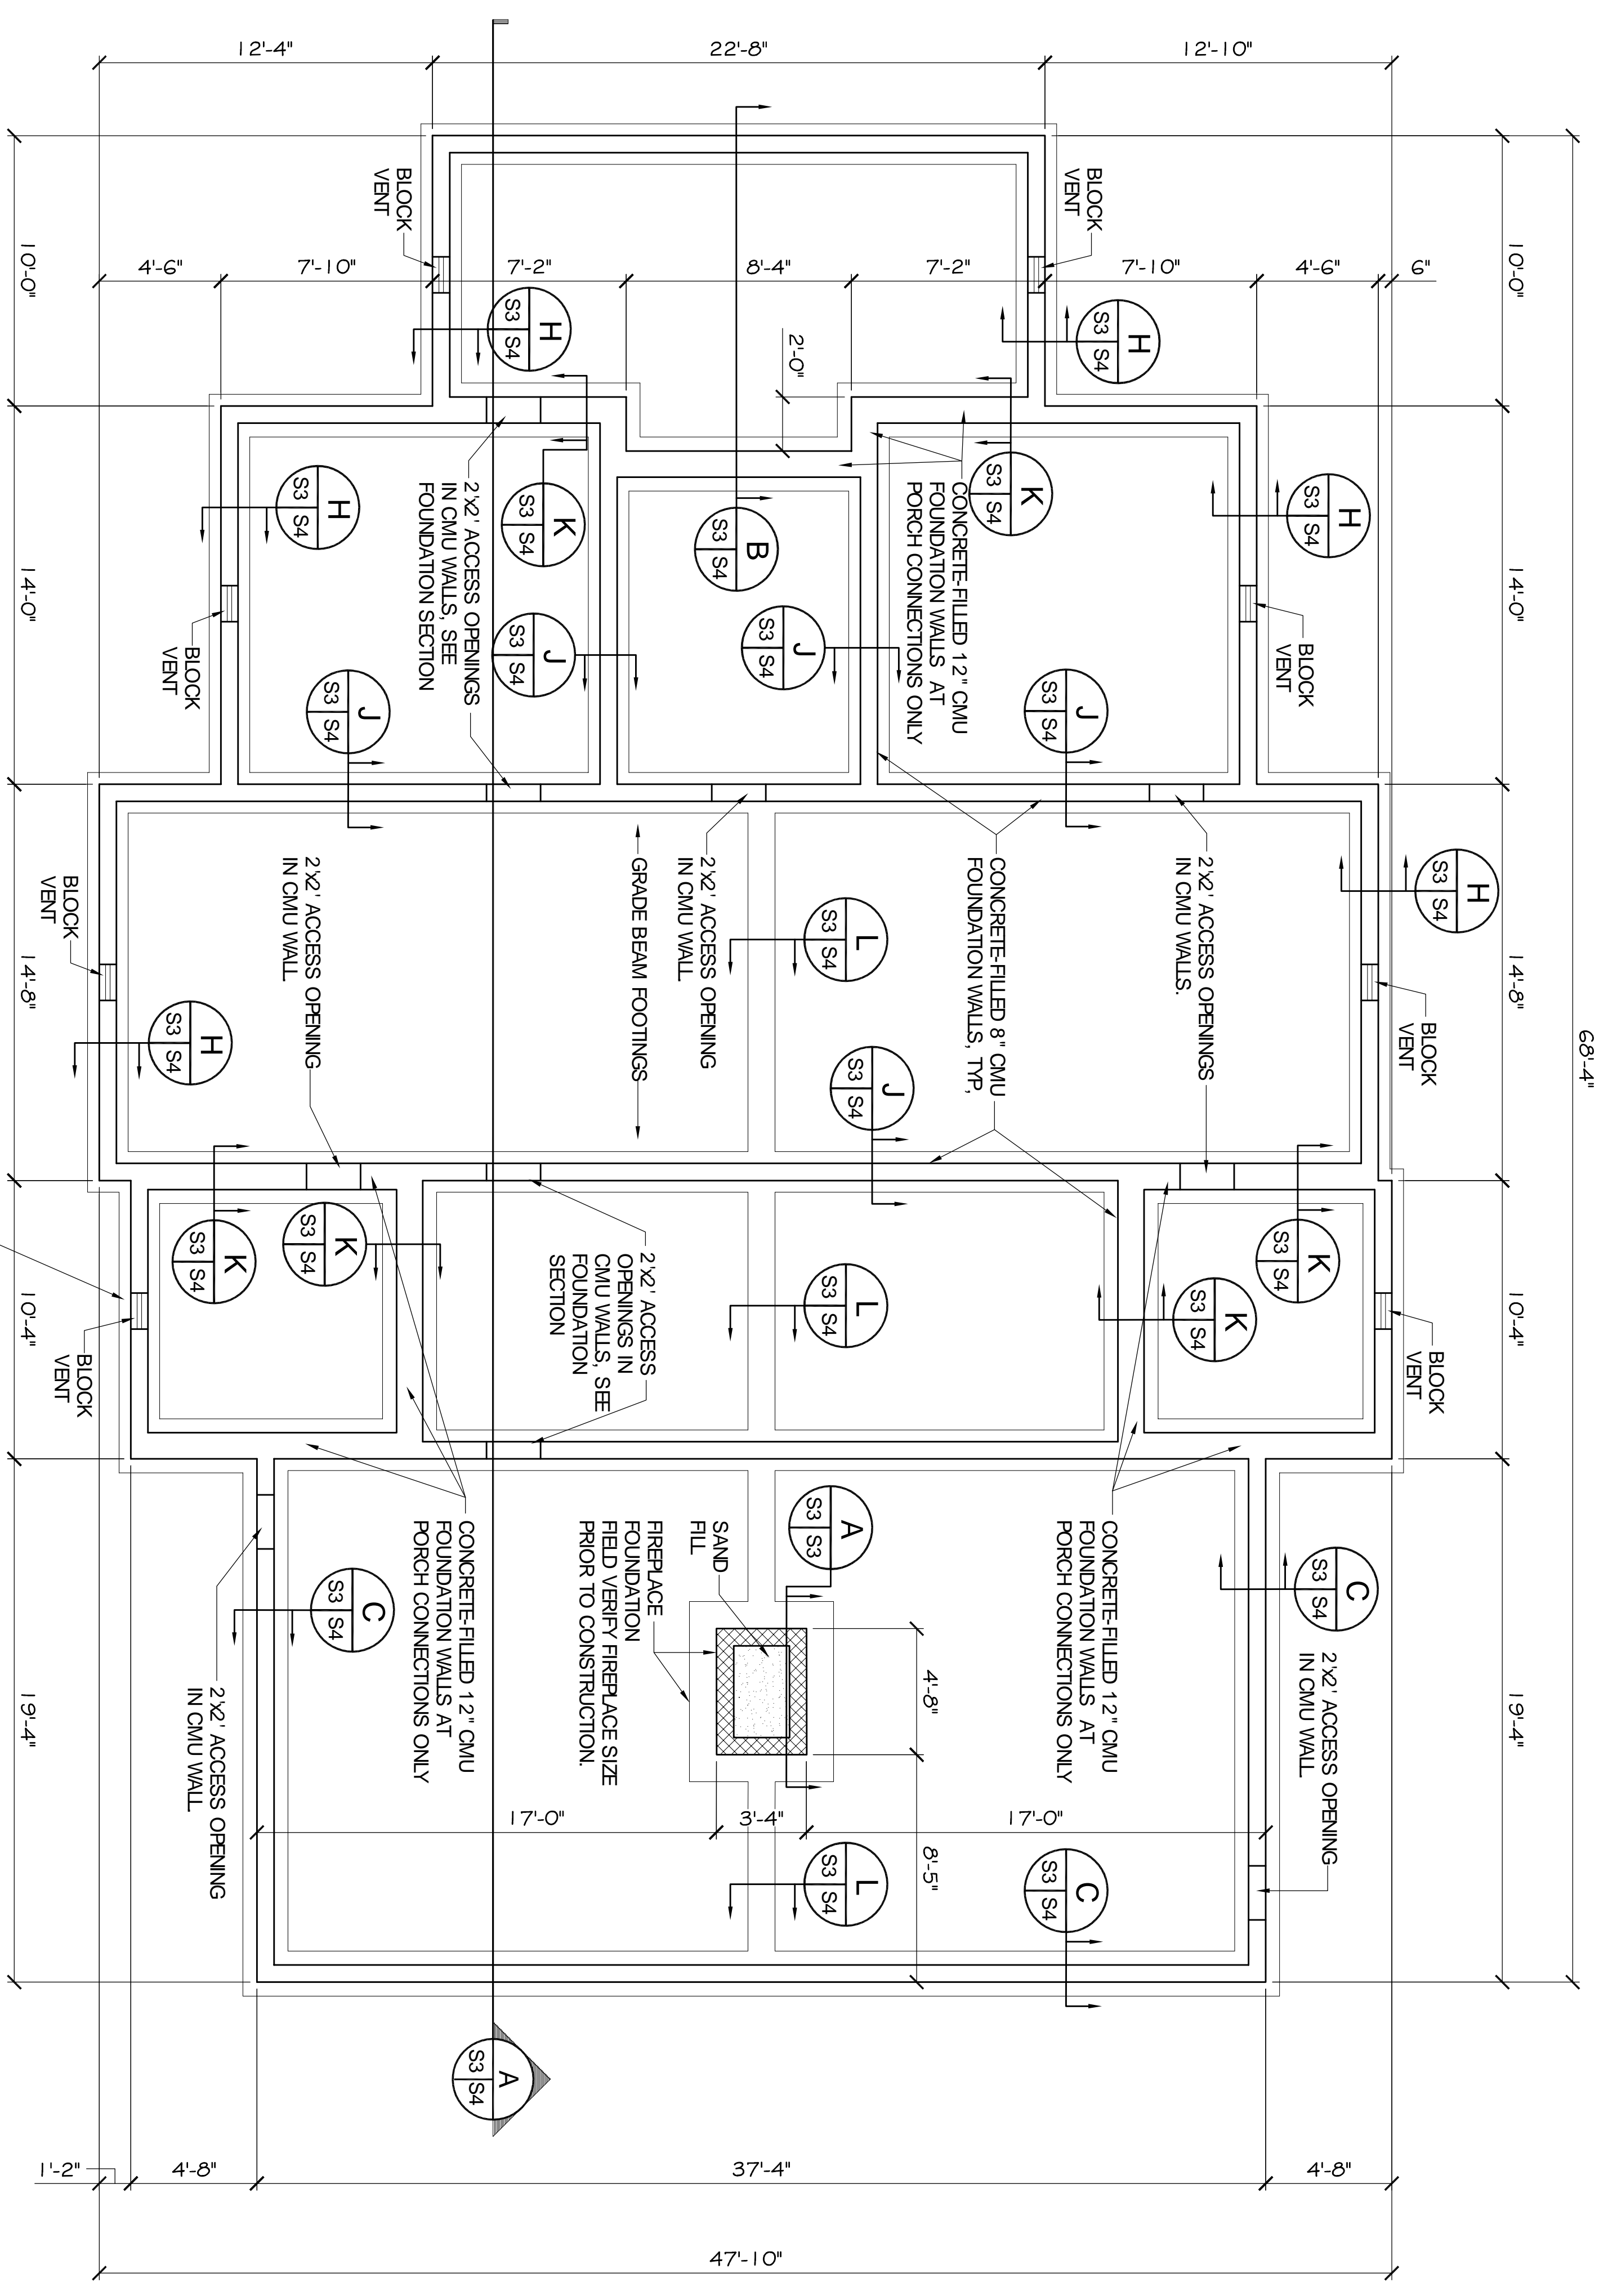 12'-4"
22'-8"
12'-10"
BLOCK
VENT
BLOCK
VENT
10'-0"
10'-0"
4'-6"
7'-10"
7'-2"
8'-4"
7'-2"
7'-10"
4'-6"
6"
2'-0"
H
S3 S4
H
S3 S4
K
S3 S4
H
S3 S4
H
S3 S4
K
S3 S4
B
S3 S4
2'x2' ACCESS OPENINGS
IN CMU WALLS, SEE
FOUNDATION SECTION
CONCRETE-FILLED 12" CMU
FOUNDATION WALLS AT
PORCH CONNECTIONS ONLY
14'-0"
14'-0"
BLOCK
VENT
BLOCK
VENT
J
S3 S4
J
S3 S4
J
S3 S4
J
S3 S4
H
S3 S4
2'x2' ACCESS OPENING
IN CMU WALL
GRADE BEAM FOOTINGS
2'x2' ACCESS OPENING
IN CMU WALL
CONCRETE-FILLED 8" CMU
FOUNDATION WALLS, TYP.
2'x2' ACCESS OPENINGS
IN CMU WALLS.
L
S3 S4
BLOCK
VENT
14'-8"
14'-8"
68'-4"
BLOCK
VENT
H
S3 S4
J
S3 S4
K
S3 S4
K
S3 S4
K
S3 S4
K
S3 S4
L
S3 S4
2'x2' ACCESS
OPENINGS IN
CMU WALLS, SEE
FOUNDATION
SECTION
10'-4"
10'-4"
BLOCK
VENT
BLOCK
VENT
A
S3 S3
SAND
FILL
FIREPLACE
FOUNDATION
FIELD VERIFY FIREPLACE SIZE
PRIOR TO CONSTRUCTION.
CONCRETE-FILLED 12" CMU
FOUNDATION WALLS AT
PORCH CONNECTIONS ONLY
CONCRETE-FILLED 12" CMU
FOUNDATION WALLS AT
PORCH CONNECTIONS ONLY
C
S3 S4
C
S3 S4
2'x2' ACCESS OPENING
IN CMU WALL
2'x2' ACCESS OPENING
IN CMU WALL
4'-8"
19'-4"
19'-4"
17'-0"
3'-4"
17'-0"
8'-5"
L
S3 S4
C
S3 S4
A
S3 S4
1'-2"
4'-8"
37'-4"
4'-8"
47'-10"